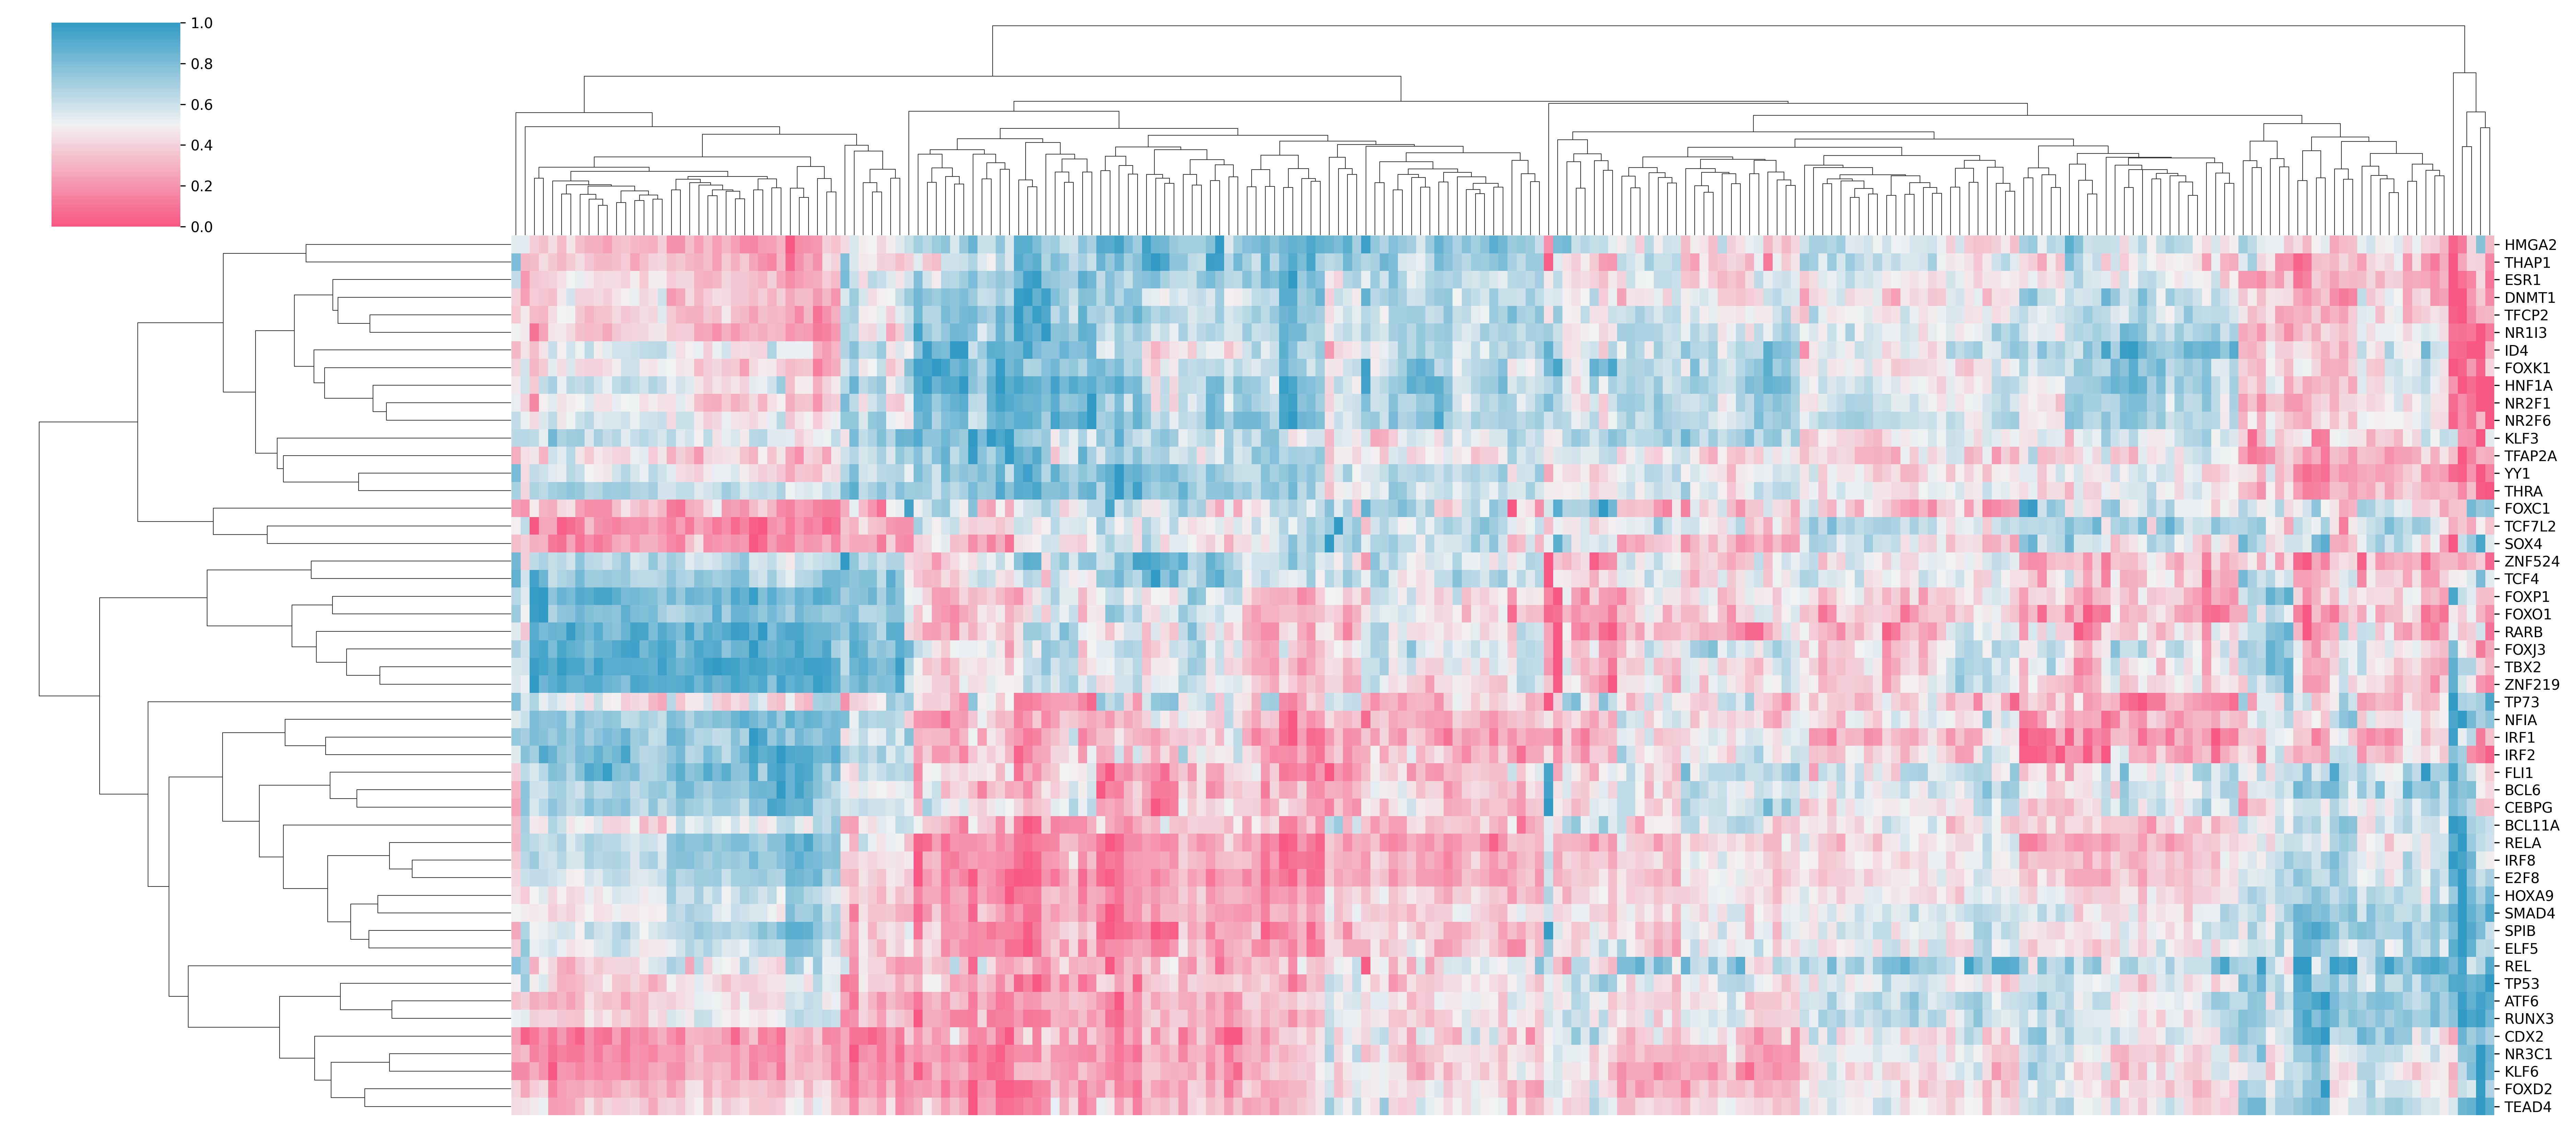 1.0
0.8
0.6
0.4
0.2
0.0
HMGA2
THAP1
ESR1
DNMT1
TFCP2
NR1I3
ID4
FOXK1
HNF1A
NR2F1
NR2F6
KLF3
TFAP2A
YY1
THRA
FOXC1
TCF7L2
SOX4
ZNF524
TCF4
FOXP1
FOXO1
RARB
FOXJ3
TBX2
ZNF219
TP73
NFIA
IRF1
IRF2
FLI1
BCL6
CEBPG
BCL11A
RELA
IRF8
E2F8
HOXA9
SMAD4
SPIB
ELF5
REL
TP53
ATF6
RUNX3
CDX2
NR3C1
KLF6
FOXD2
TEAD4